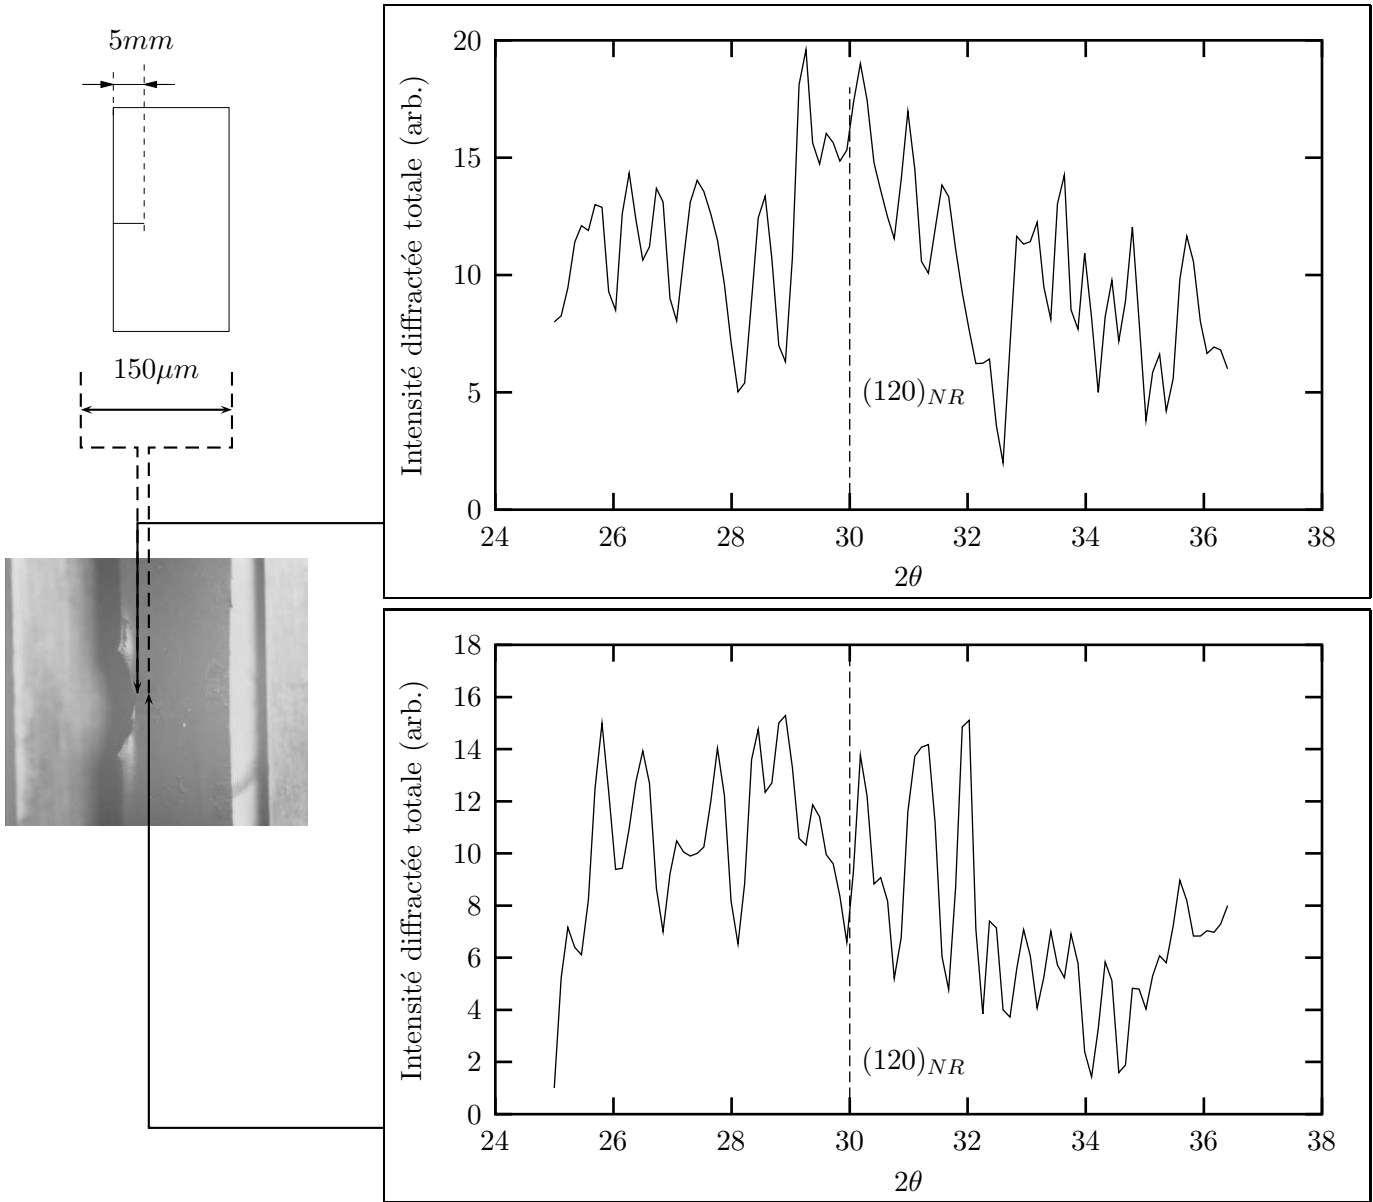 5mm
150μm
Intensité diffractée totale (arb.)
20
15
10
5
0
(120)NR
24 26 28 30 32 34 36 38
2θ
Intensité diffractée totale (arb.)
18
16
14
12
10
8
6
4
2
0
(120)NR
24 26 28 30 32 34 36 38
2θ